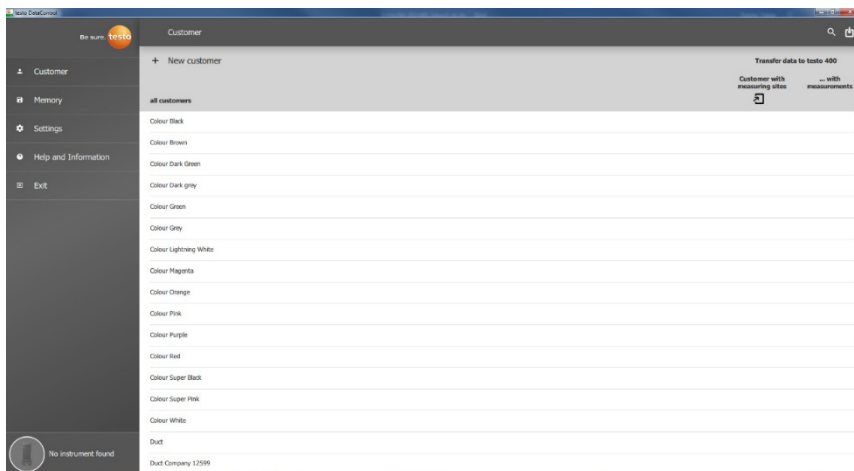 testo DataControl
Be sure. testo
Customer
Memory
Settings
Help and Information
Exit
No instrument found
Customer
+ New customer
Transfer data to testo 400
Customer with
measuring sites
... with
measurements
all customers
Colour Black
Colour Brown
Colour Dark Green
Colour Dark grey
Colour Green
Colour Grey
Colour Lightning White
Colour Magenta
Colour Orange
Colour Pink
Colour Purple
Colour Red
Colour Super Black
Colour Super Pink
Colour White
Duct
Duct Company 12599